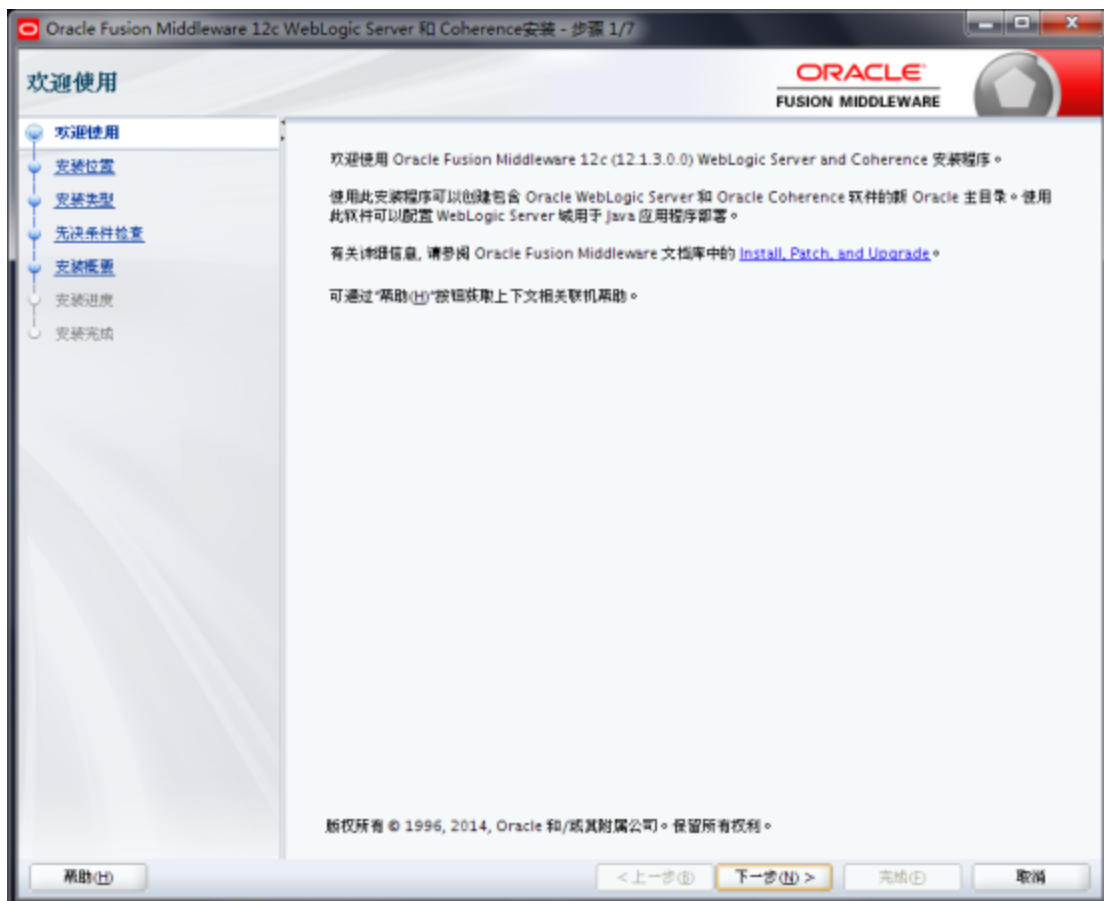 Oracle Fusion Middleware 12c WebLogic Server 和 Coherence安装 - 步骤 1/7
欢迎使用
ORACLE
FUSION MIDDLEWARE
欢迎使用
安装位置
安装类型
先决条件检查
安装概要
安装进度
安装完成
欢迎使用 Oracle Fusion Middleware 12c (12.1.3.0.0) WebLogic Server and Coherence 安装程序。
使用此安装程序可以创建包含 Oracle WebLogic Server 和 Oracle Coherence 软件的新 Oracle 主目录。使用
此软件可以配置 WebLogic Server 域用于 Java 应用程序部署。
有关详细信息, 请参阅 Oracle Fusion Middleware 文档库中的 Install, Patch, and Upgrade。
可通过"帮助(H)"按钮获取上下文相关联机帮助。
版权所有 © 1996, 2014, Oracle 和/或其附属公司。保留所有权利。
帮助(H)
<上一步(B)
下一步(N) >
完成(F)
取消